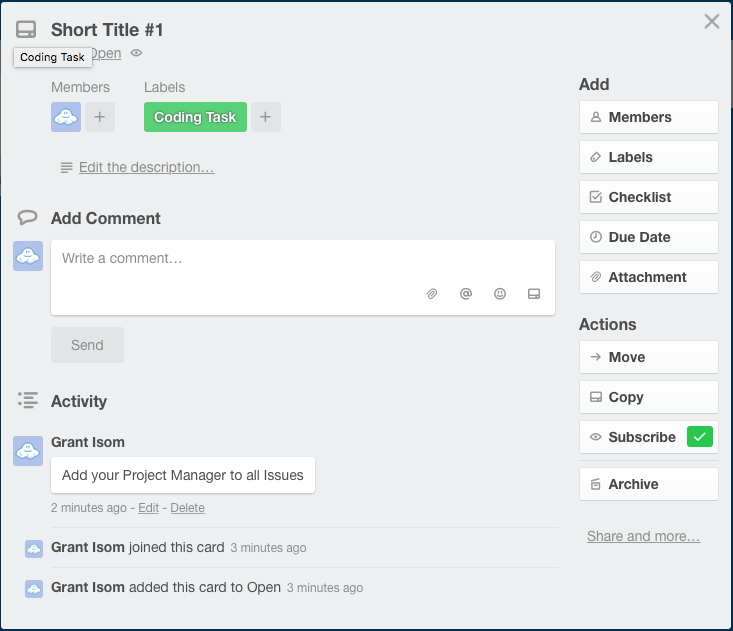 Short Title #1
Coding Task
Open
Members
Labels
+
Coding Task
+
Edit the description…
Add Comment
Write a comment…
@
Send
Activity
Grant Isom
Add your Project Manager to all Issues
2 minutes ago - Edit - Delete
Grant Isom joined this card 3 minutes ago
Grant Isom added this card to Open 3 minutes ago
Add
Members
Labels
Checklist
Due Date
Attachment
Actions
Move
Copy
Subscribe
Archive
Share and more…